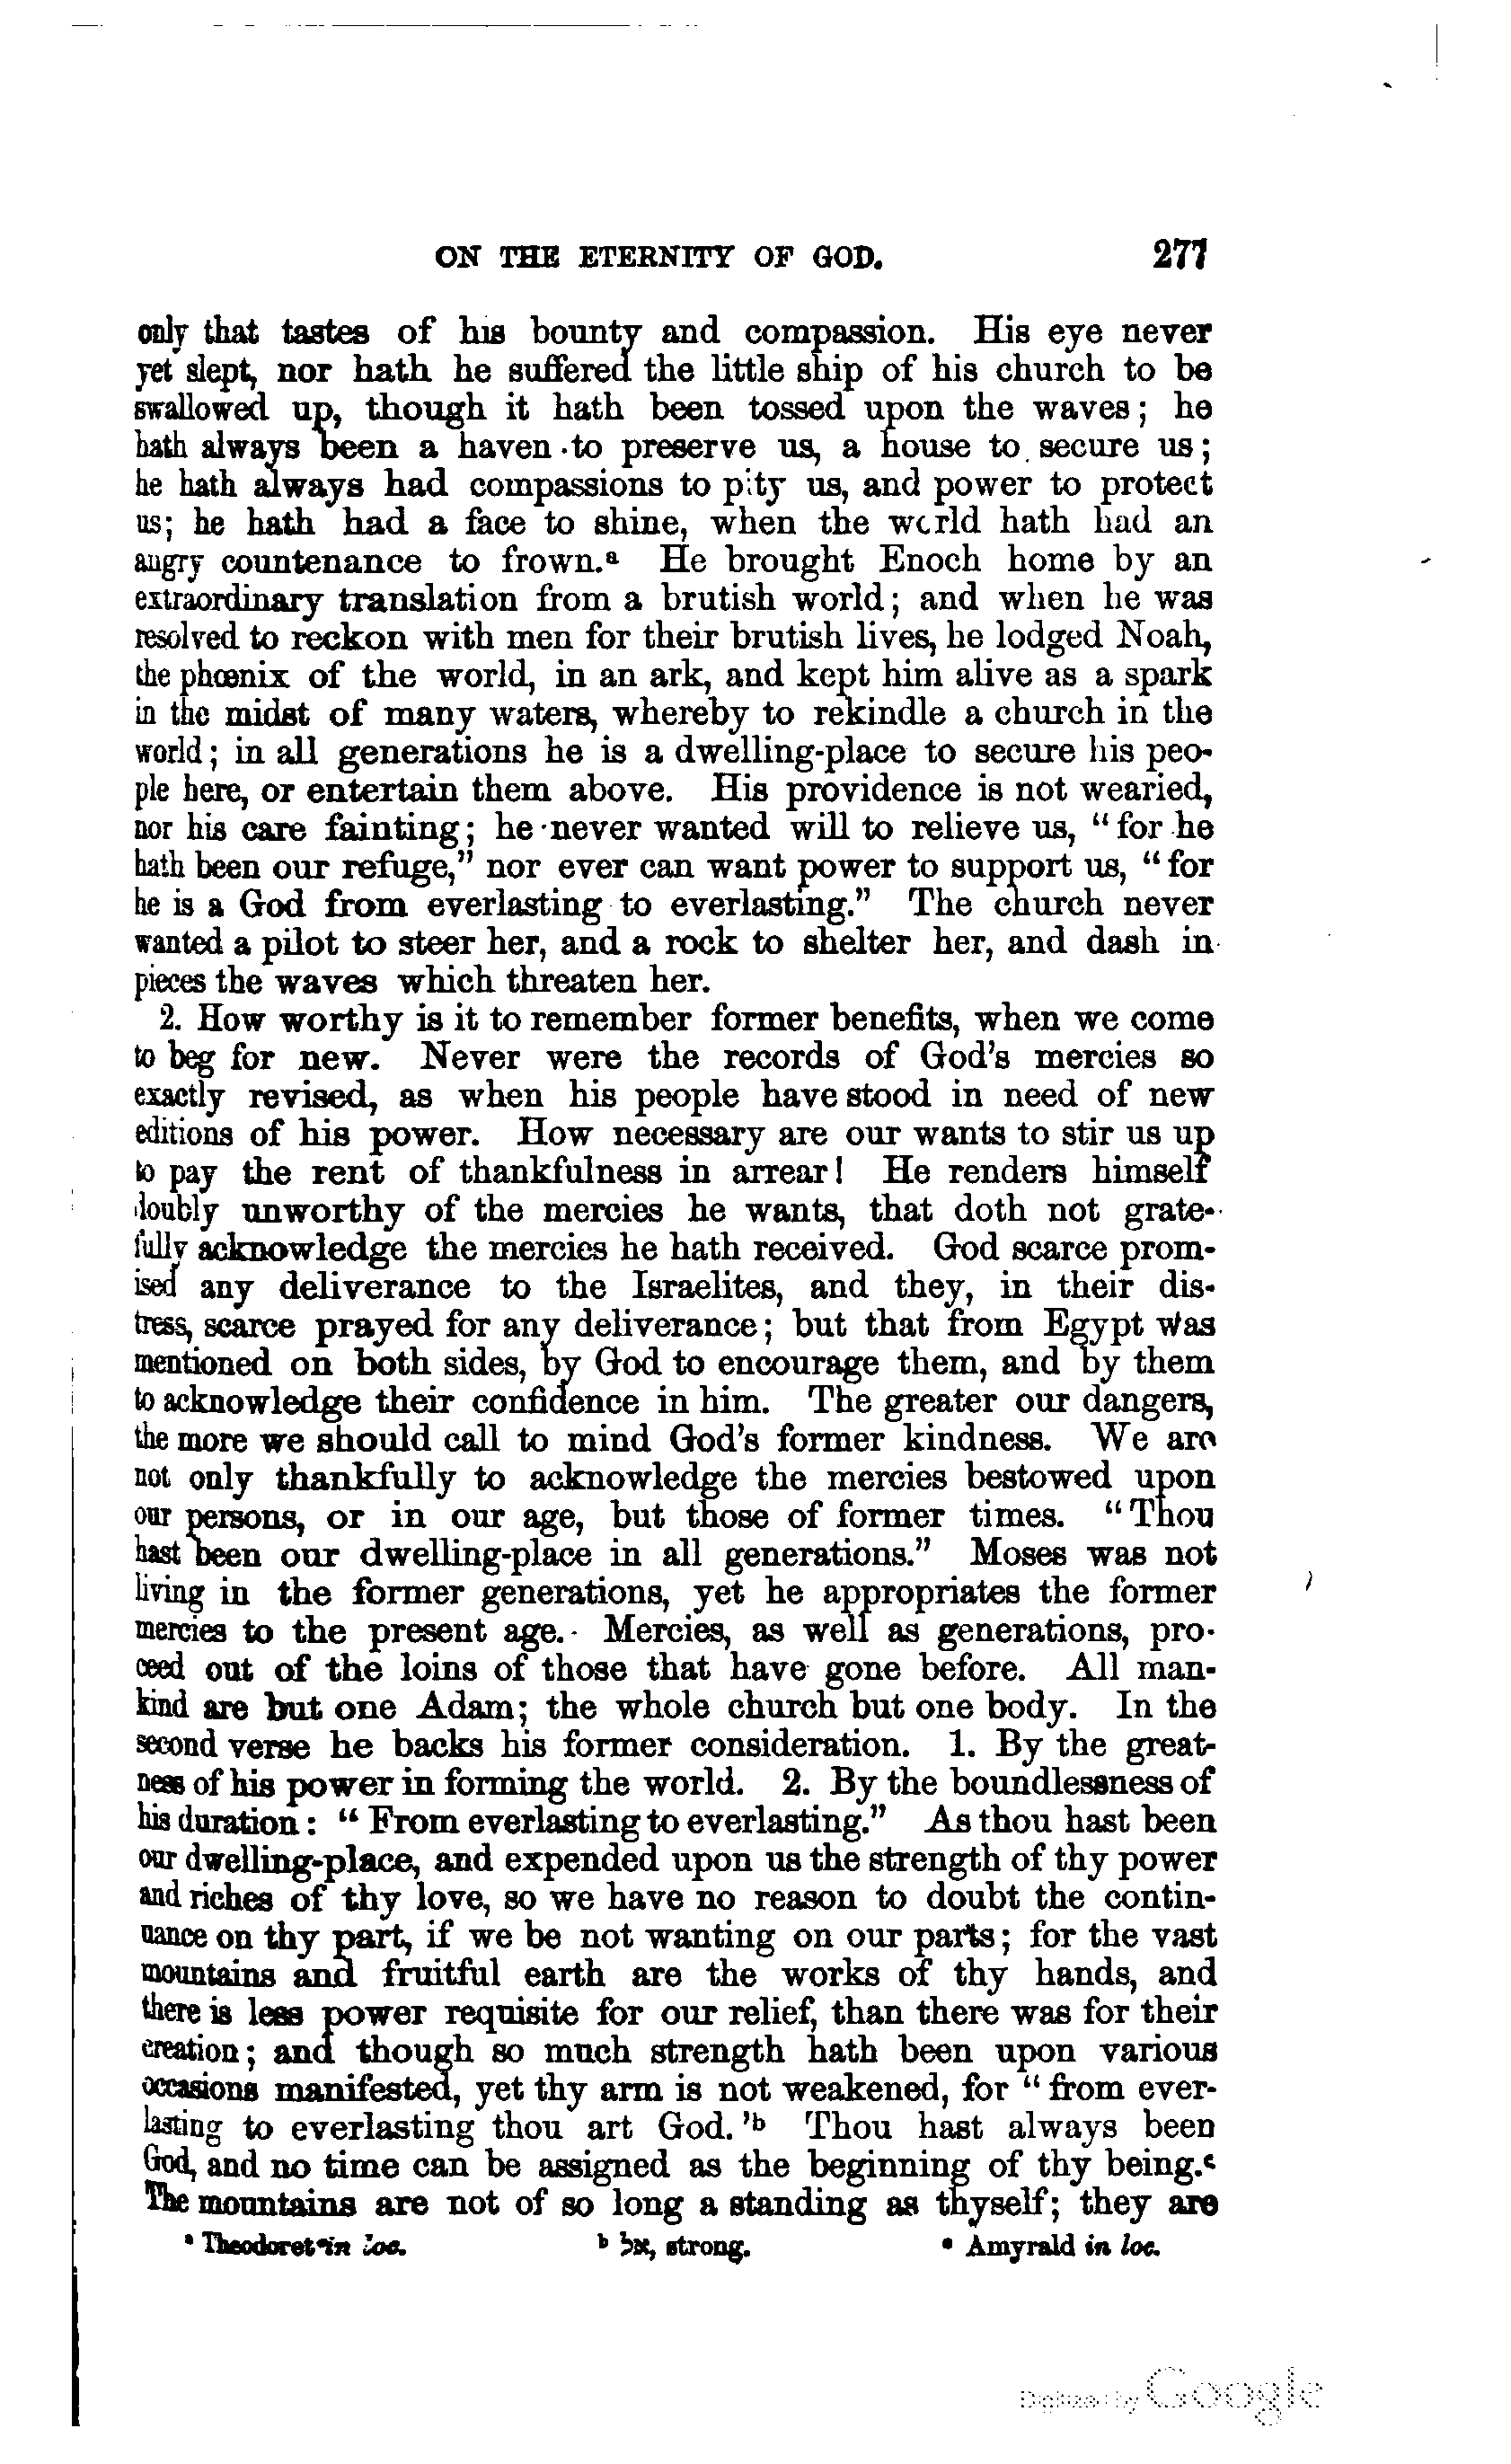 ON THE ETERNITY OF GOD. 277
only that tastes of his bounty and compassion. His eye never
yet slept, nor hath he suffered the little ship of his church to be
swallowed up, though it hath been tossed upon the waves; he
hath always been a haven to preserve us, a house to secure us;
he hath always had compassions to pity us, and power to protect
us; he hath had a face to shine, when the world hath had an
angry countenance to frown.ª He brought Enoch home by an
extraordinary translation from a brutish world; and when he was
resolved to reckon with men for their brutish lives, he lodged Noah,
the phœnix of the world, in an ark, and kept him alive as a spark
in the midst of many waters, whereby to rekindle a church in the
world; in all generations he is a dwelling-place to secure his peo-
ple here, or entertain them above. His providence is not wearied,
nor his care fainting; he never wanted will to relieve us, "for he
hath been our refuge," nor ever can want power to support us, "for
he is a God from everlasting to everlasting." The church never
wanted a pilot to steer her, and a rock to shelter her, and dash in
pieces the waves which threaten her.
2. How worthy is it to remember former benefits, when we come
to beg for new. Never were the records of God's mercies so
exactly revised, as when his people have stood in need of new
editions of his power. How necessary are our wants to stir us up
to pay the rent of thankfulness in arrear! He renders himself
doubly unworthy of the mercies he wants, that doth not grate-
fully acknowledge the mercies he hath received. God scarce prom-
ised any deliverance to the Israelites, and they, in their dis-
tress, scarce prayed for any deliverance; but that from Egypt was
mentioned on both sides, by God to encourage them, and by them
to acknowledge their confidence in him. The greater our dangers,
the more we should call to mind God's former kindness. We are
not only thankfully to acknowledge the mercies bestowed upon
our persons, or in our age, but those of former times. "Thou
hast been our dwelling-place in all generations." Moses was not
living in the former generations, yet he appropriates the former
mercies to the present age. Mercies, as well as generations, pro-
ceed out of the loins of those that have gone before. All man-
kind are but one Adam; the whole church but one body. In the
second verse he backs his former consideration. 1. By the great-
ness of his power in forming the world. 2. By the boundlessness of
his duration: "From everlasting to everlasting." As thou hast been
our dwelling-place, and expended upon us the strength of thy power
and riches of thy love, so we have no reason to doubt the contin-
uance on thy part, if we be not wanting on our parts; for the vast
mountains and fruitful earth are the works of thy hands, and
there is less power requisite for our relief, than there was for their
creation; and though so much strength hath been upon various
occasions manifested, yet thy arm is not weakened, for "from ever-
lasting to everlasting thou art God.'ᵇ Thou hast always been
God, and no time can be assigned as the beginning of thy being.ᶜ
The mountains are not of so long a standing as thyself; they are
ª Theodoret in loc. ᵇ אל, strong. ᶜ Amyrald in loc.
Digitized by Google